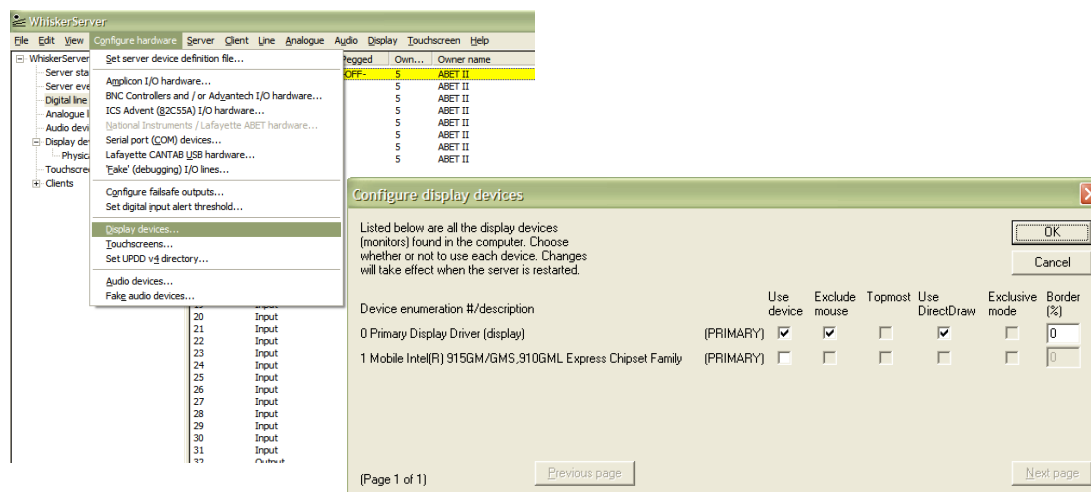 WhiskerServer
File Edit View Configure hardware Server Client Line Analogue Audio Display Touchscreen Help
WhiskerServer
Server sta
Server eve
Digital line
Analogue l
Audio devi
Display de
Physic
Touchscre
Clients
Set server device definition file...
Amplicon I/O hardware...
BNC Controllers and / or Advantech I/O hardware...
ICS Advent (82C55A) I/O hardware...
National Instruments / Lafayette ABET hardware...
Serial port (COM) devices...
Lafayette CANTAB USB hardware...
'Fake' (debugging) I/O lines...
Configure failsafe outputs...
Set digital input alert threshold...
Display devices...
Touchscreens...
Set UPDD v4 directory...
Audio devices...
Fake audio devices...
Pegged Own... Owner name
-OFF- 5 ABET II
5 ABET II
5 ABET II
5 ABET II
5 ABET II
5 ABET II
5 ABET II
5 ABET II
20 Input
21 Input
22 Input
23 Input
24 Input
25 Input
26 Input
27 Input
28 Input
29 Input
30 Input
31 Input
32 Output
Configure display devices
Listed below are all the display devices
(monitors) found in the computer. Choose
whether or not to use each device. Changes
will take effect when the server is restarted.
OK
Cancel
Device enumeration #/description
Use device
Exclude mouse
Topmost
Use DirectDraw
Exclusive mode
Border (%)
0 Primary Display Driver (display) (PRIMARY) 0
1 Mobile Intel(R) 915GM/GMS,910GML Express Chipset Family (PRIMARY) 0
(Page 1 of 1)
Previous page
Next page